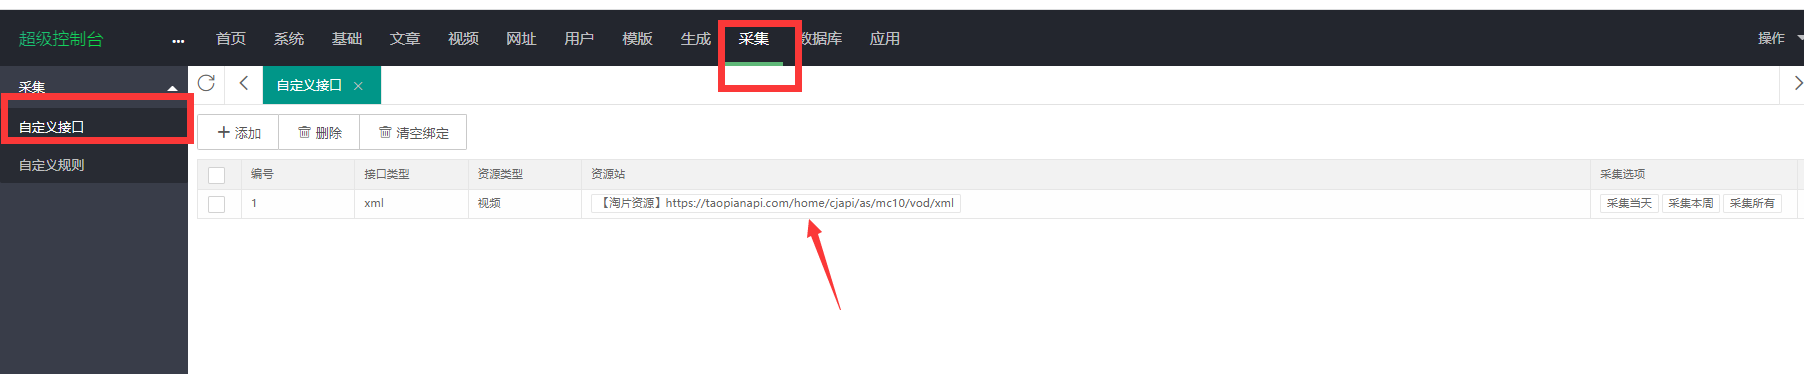 超级控制台 ... 首页 系统 基础 文章 视频 网址 用户 模版 生成 采集 数据库 应用 操作
采集
自定义接口
自定义规则
自定义接口 ×
+ 添加 删除 清空绑定
编号 接口类型 资源类型 资源站 采集选项
1 xml 视频 【淘片资源】https://taopianapi.com/home/cjapi/as/mc10/vod/xml 采集当天 采集本周 采集所有